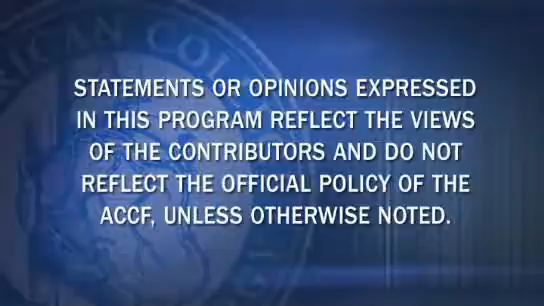 STATEMENTS OR OPINIONS EXPRESSED
IN THIS PROGRAM REFLECT THE VIEWS
OF THE CONTRIBUTORS AND DO NOT
REFLECT THE OFFICIAL POLICY OF THE
ACCF, UNLESS OTHERWISE NOTED.